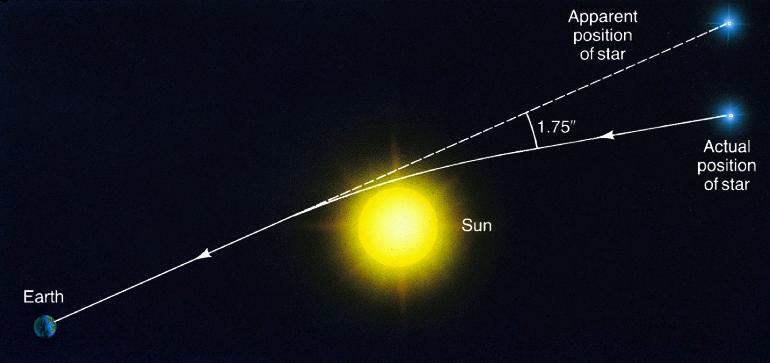 Apparent
position
of star
1.75″
Actual
position
of star
Sun
Earth